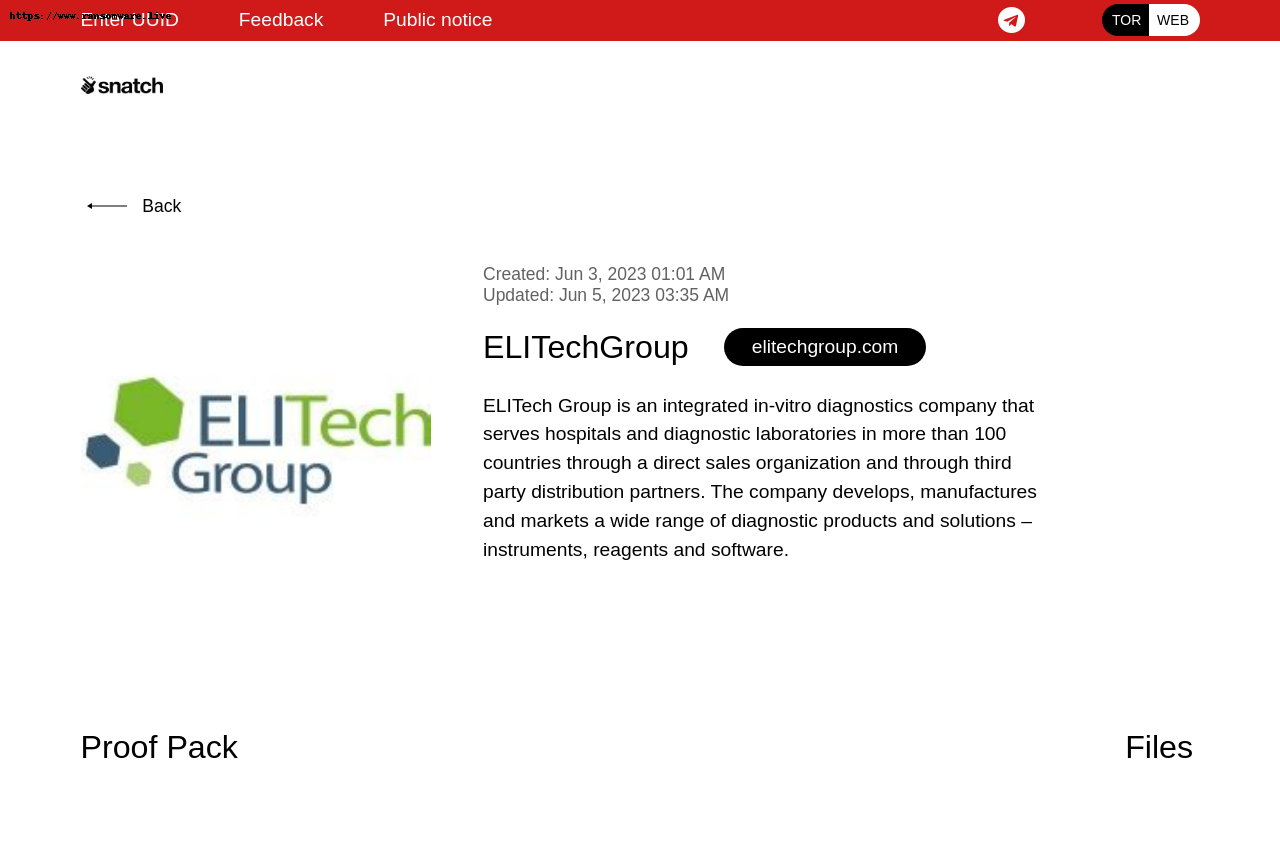 https://www.ransomware.live
Enter UUID
Feedback
Public notice
TOR
WEB
snatch
Back
Created: Jun 3, 2023 01:01 AM
Updated: Jun 5, 2023 03:35 AM
ELITechGroup
elitechgroup.com
ELITech
Group
ELITech Group is an integrated in-vitro diagnostics company that
serves hospitals and diagnostic laboratories in more than 100
countries through a direct sales organization and through third
party distribution partners. The company develops, manufactures
and markets a wide range of diagnostic products and solutions –
instruments, reagents and software.
Proof Pack
Files